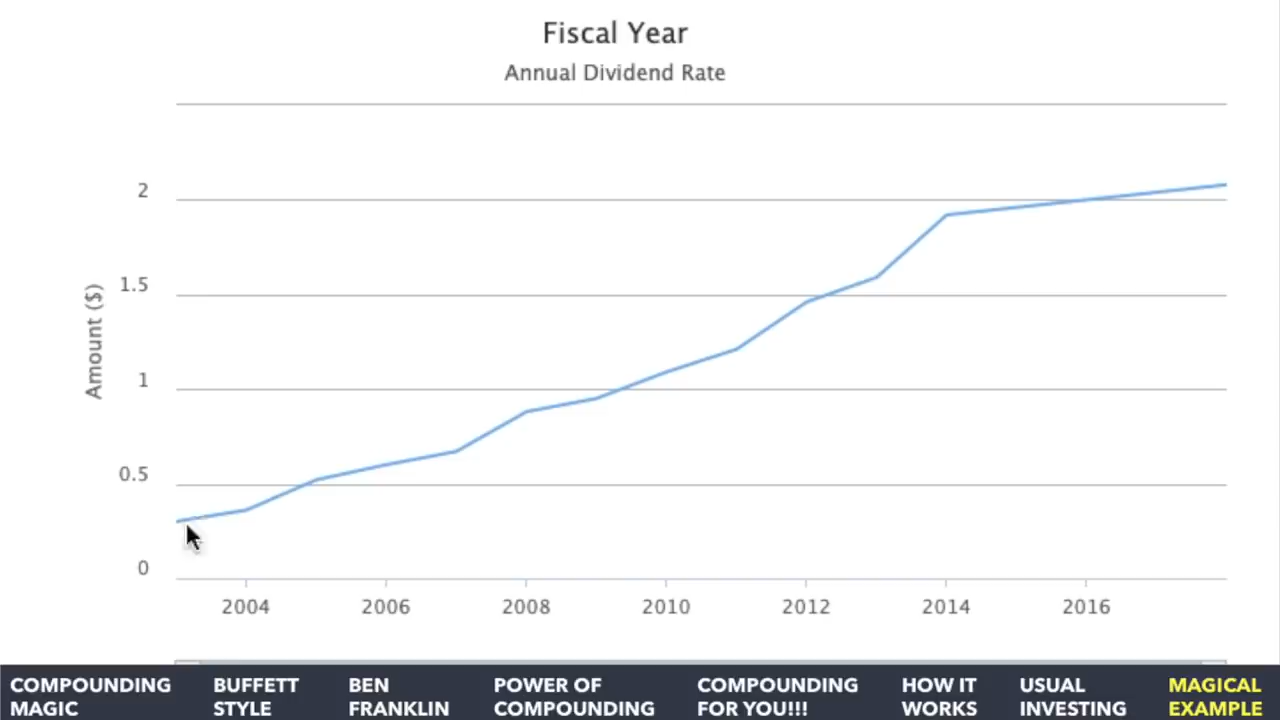 Fiscal Year
Annual Dividend Rate
Amount ($)
2
1.5
1
0.5
0
2004 2006 2008 2010 2012 2014 2016
COMPOUNDING BUFFETT BEN POWER OF COMPOUNDING HOW IT USUAL MAGICAL
MAGIC STYLE FRANKLIN COMPOUNDING FOR YOU!!! WORKS INVESTING EXAMPLE